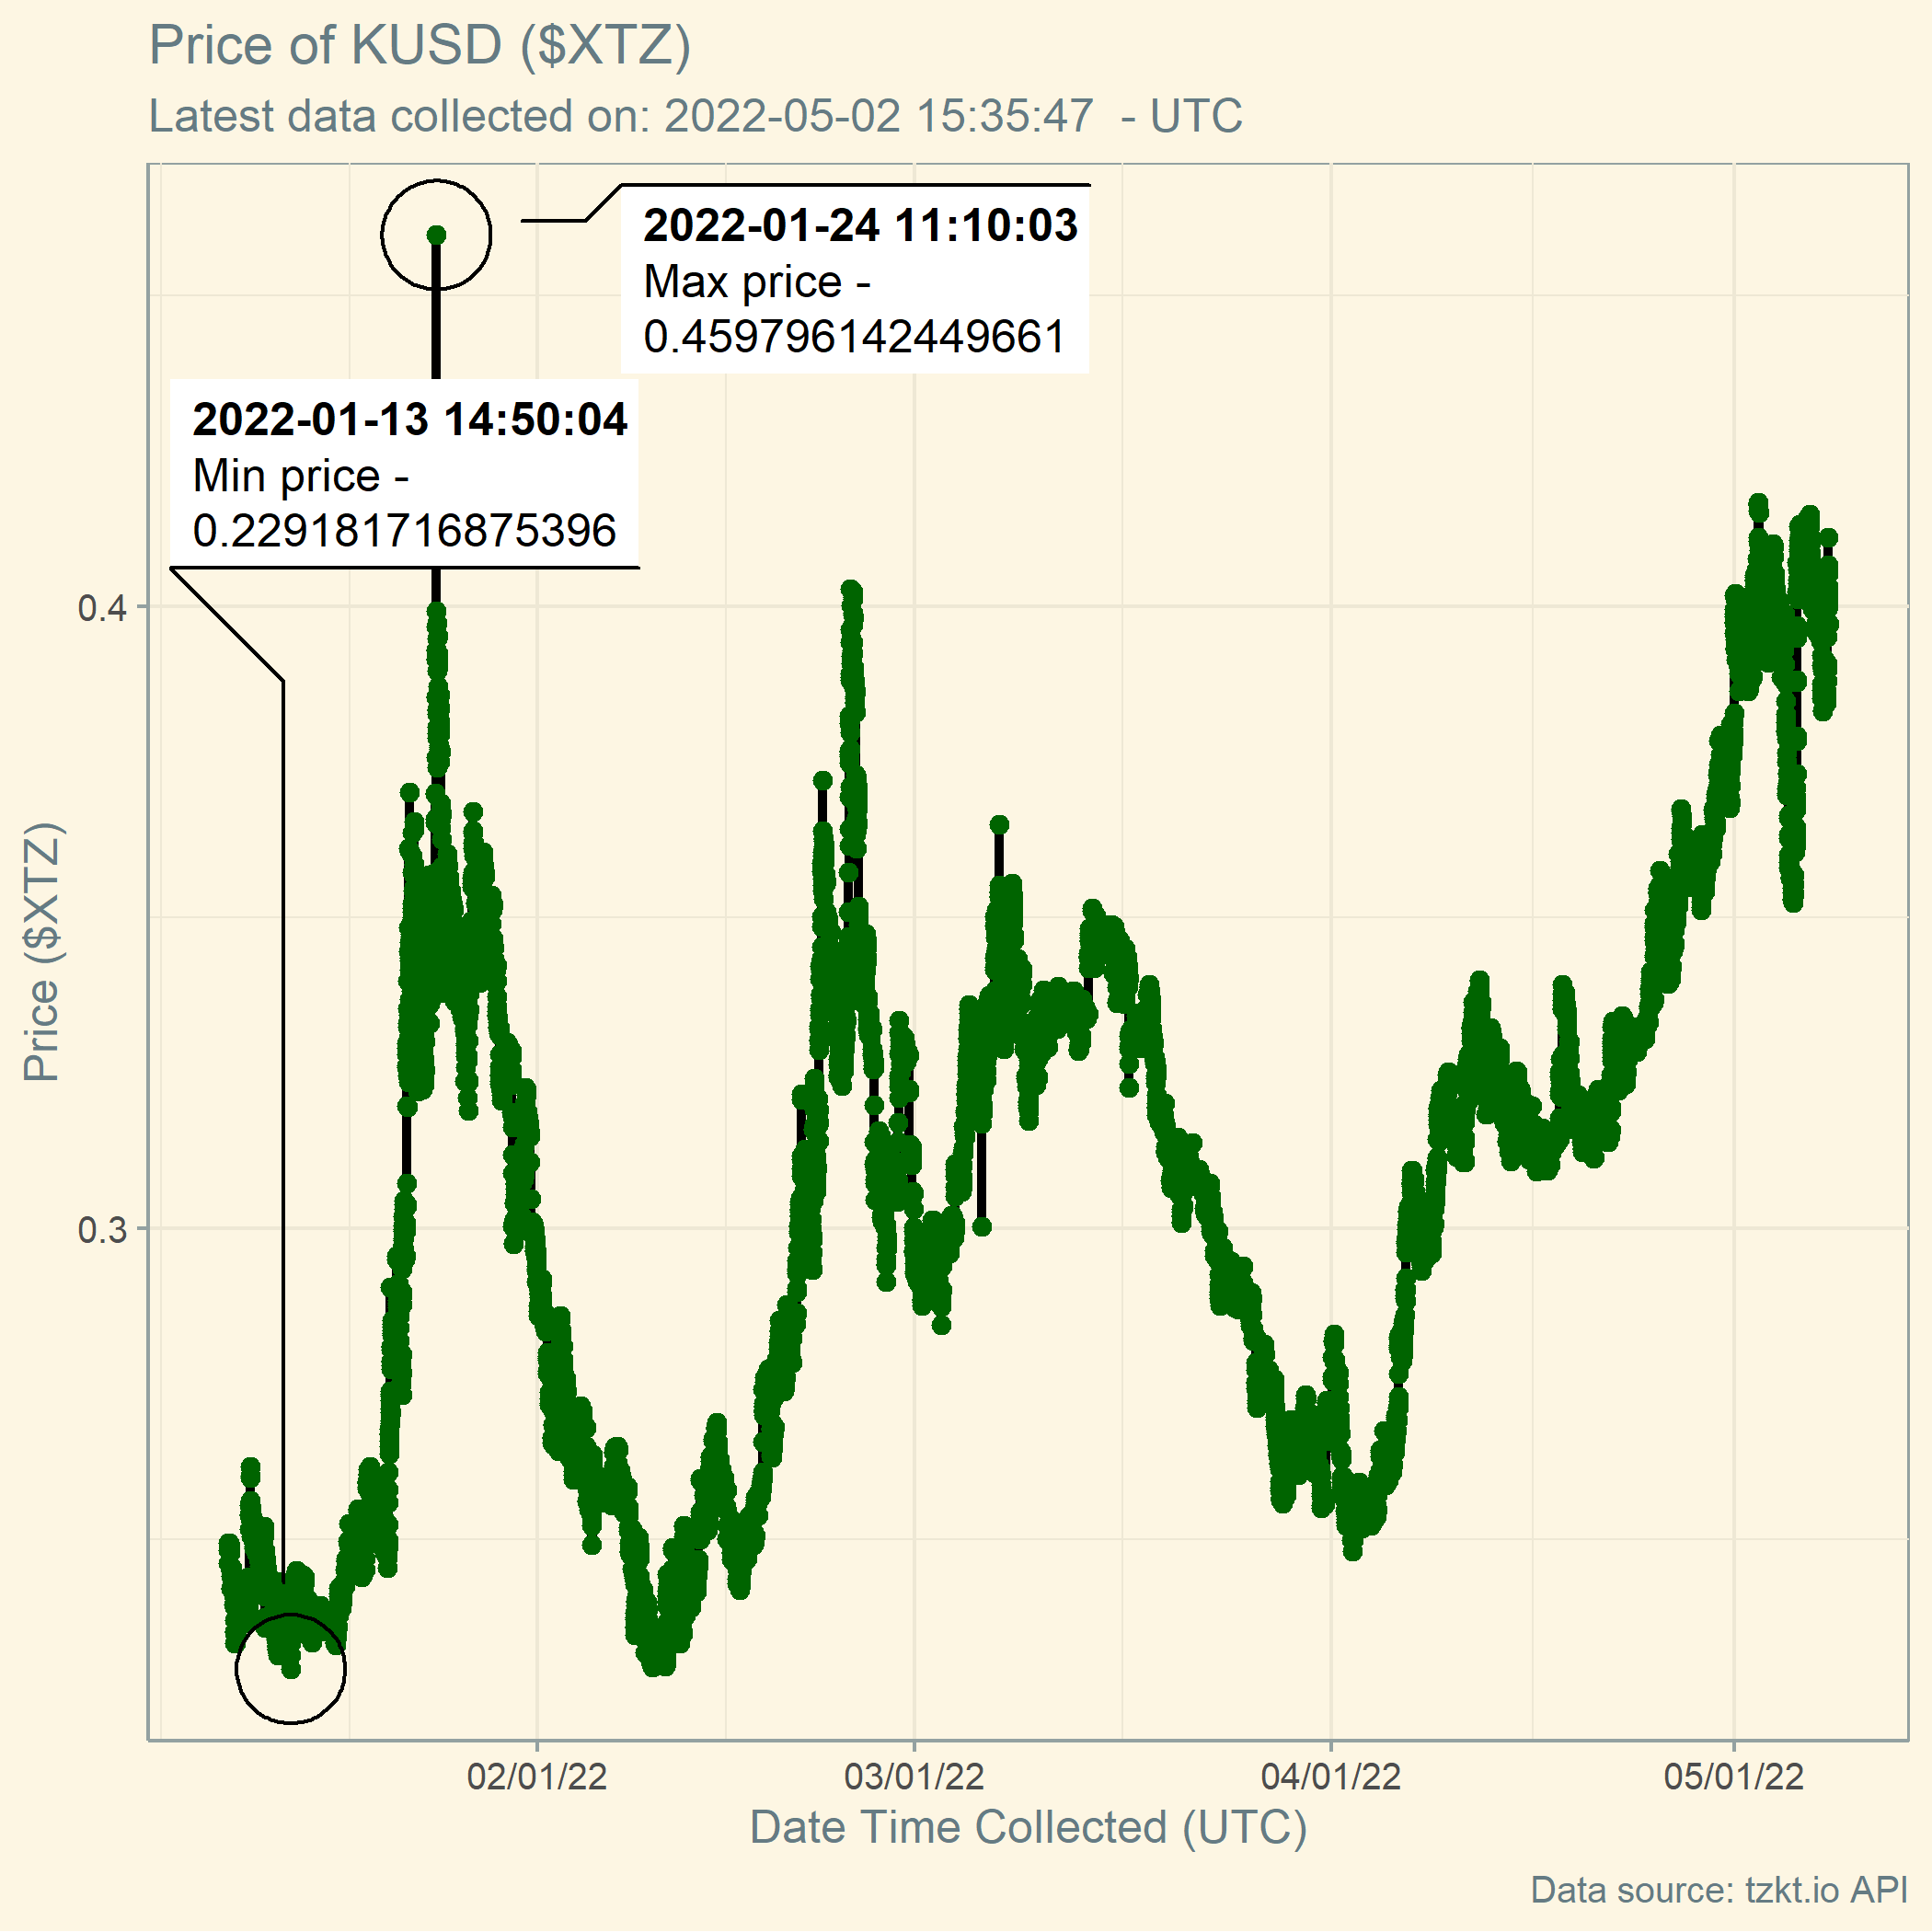 Price of KUSD ($XTZ)
Latest data collected on: 2022-05-02 15:35:47  - UTC
2022-01-24 11:10:03
Max price -
0.459796142449661
2022-01-13 14:50:04
Min price -
0.229181716875396
Price ($XTZ)
0.4
0.3
02/01/22
03/01/22
04/01/22
05/01/22
Date Time Collected (UTC)
Data source: tzkt.io API